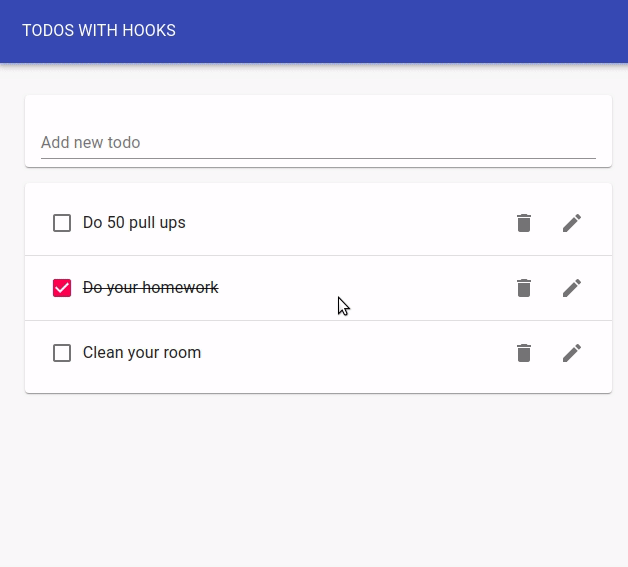 TODOS WITH HOOKS
Add new todo
Do 50 pull ups
Do your homework
Clean your room